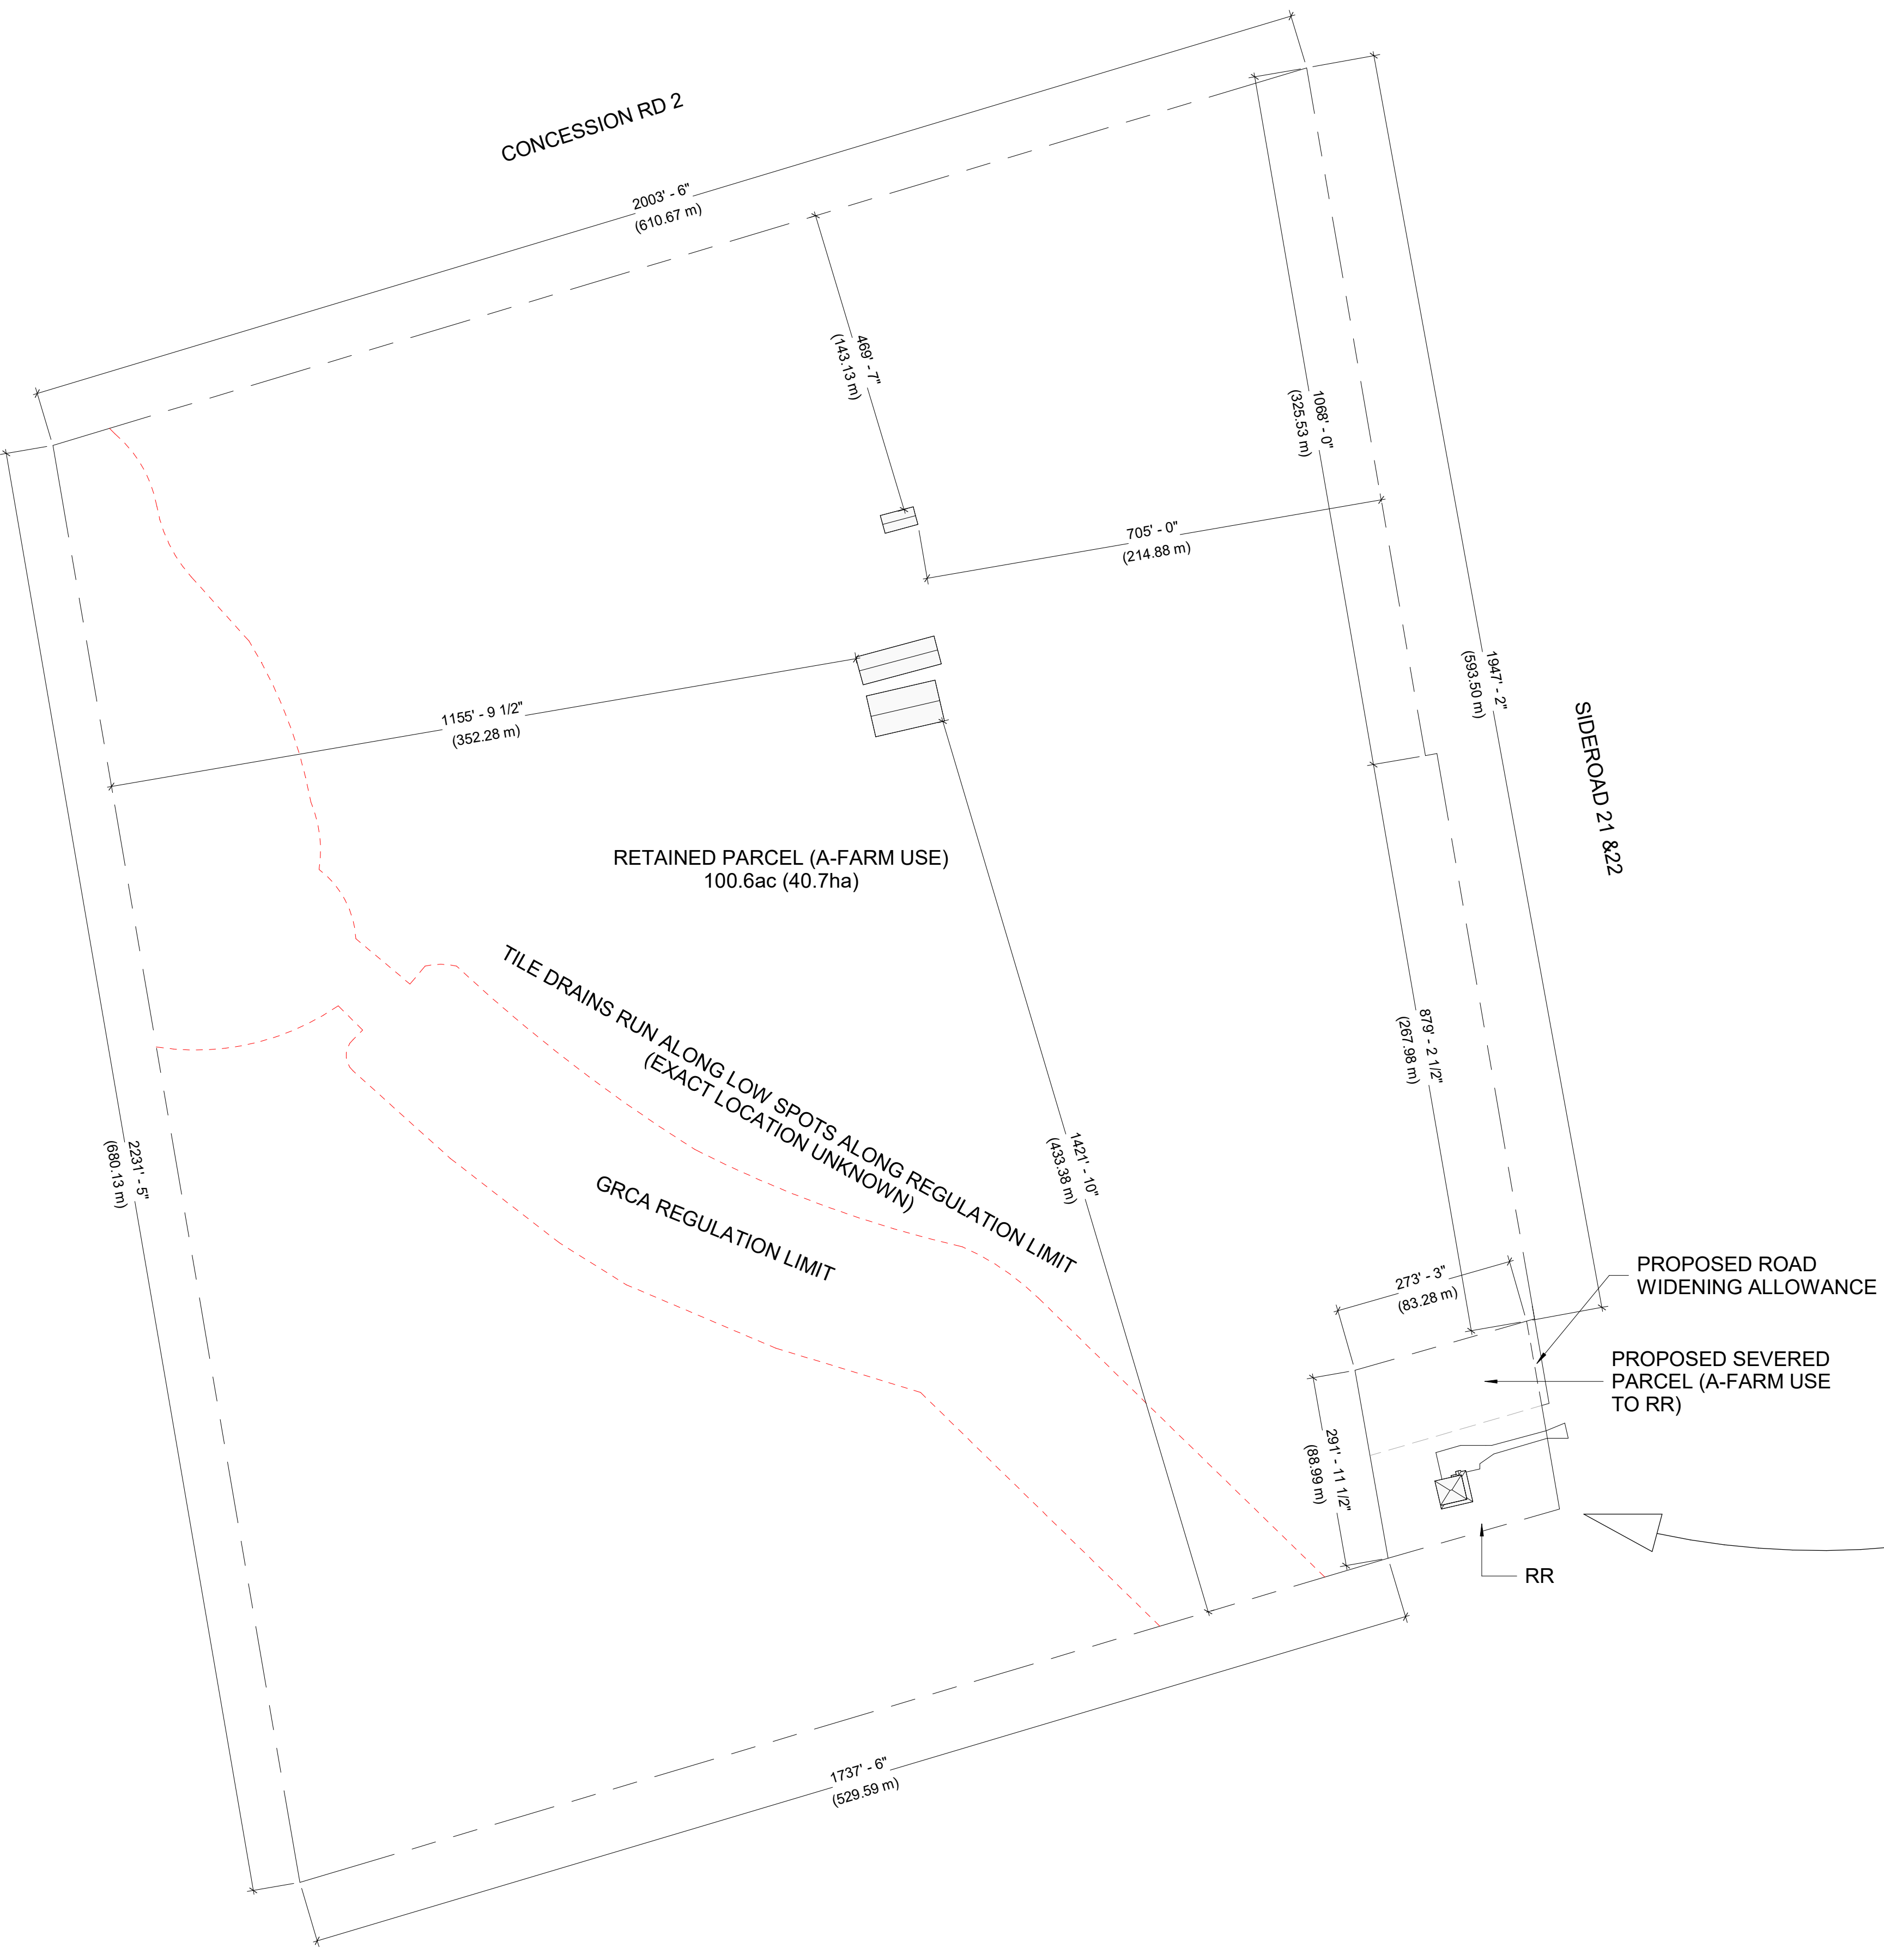 CONCESSION RD 2
2003' - 6"
(610.67 m)
469' - 7"
(143.13 m)
1068' - 0"
(325.53 m)
705' - 0"
(214.88 m)
1947' - 2"
(593.50 m)
SIDEROAD 21 &22
1155' - 9 1/2"
(352.28 m)
RETAINED PARCEL (A-FARM USE)
100.6ac (40.7ha)
TILE DRAINS RUN ALONG LOW SPOTS ALONG REGULATION LIMIT
(EXACT LOCATION UNKNOWN)
GRCA REGULATION LIMIT
879' - 2 1/2"
(267.98 m)
2231' - 5"
(680.13 m)
1421' - 10"
(433.38 m)
273' - 3"
(83.28 m)
PROPOSED ROAD
WIDENING ALLOWANCE
PROPOSED SEVERED
PARCEL (A-FARM USE
TO RR)
291' - 11 1/2"
(88.99 m)
RR
1737' - 6"
(529.59 m)